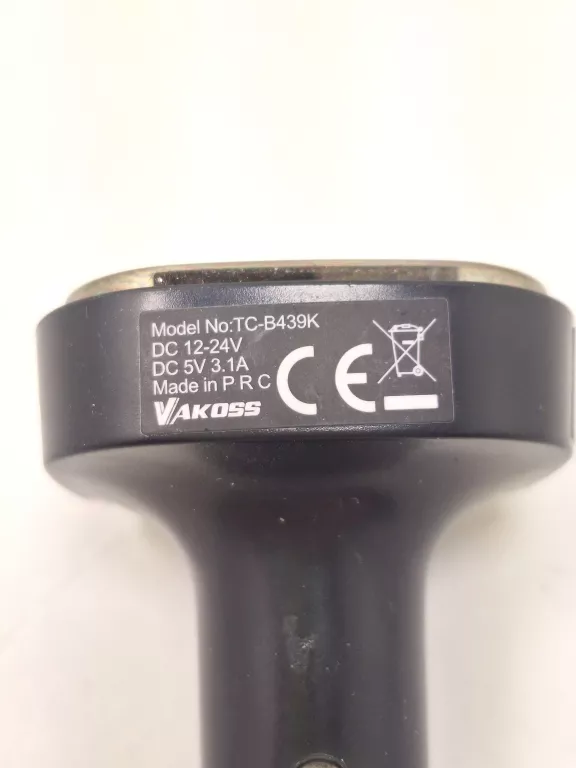 Model No:TC-B439K
DC 12-24V
DC 5V 3.1A
Made in P R C
VAKOSS
CE